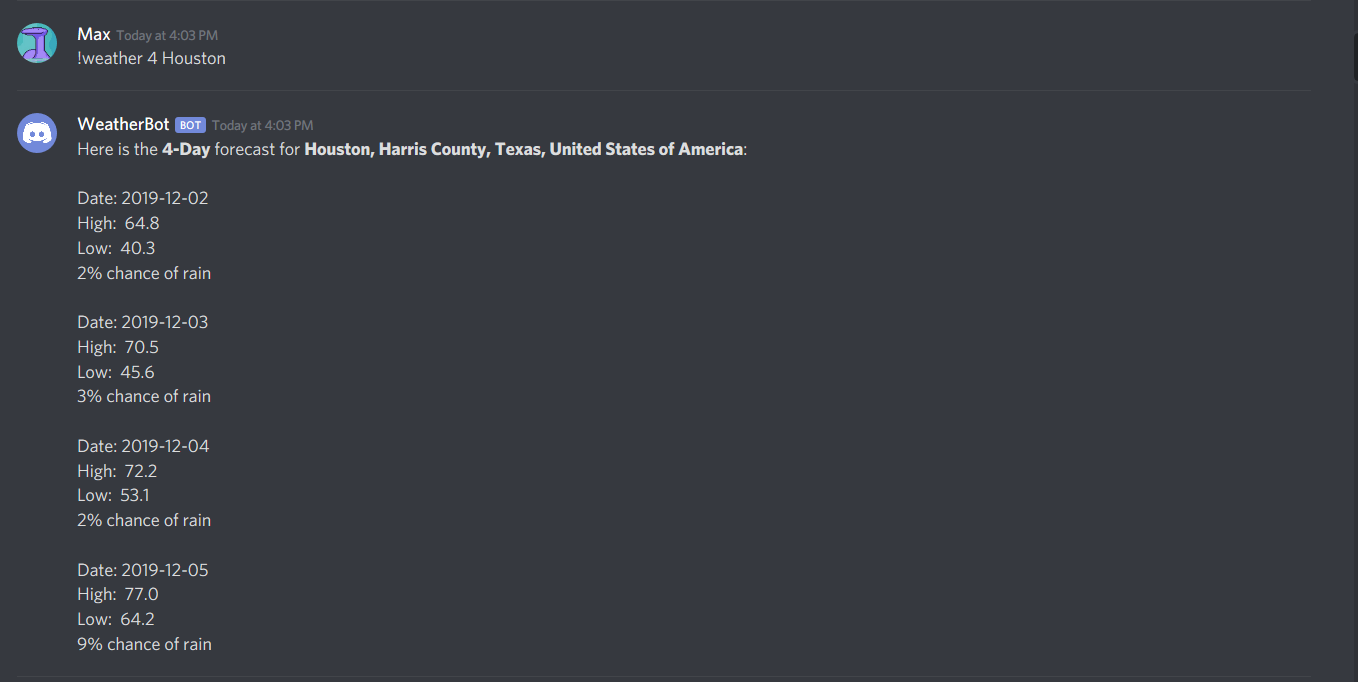 Max Today at 4:03 PM
!weather 4 Houston
WeatherBot BOT Today at 4:03 PM
Here is the 4-Day forecast for Houston, Harris County, Texas, United States of America:
Date: 2019-12-02
High:  64.8
Low:  40.3
2% chance of rain
Date: 2019-12-03
High:  70.5
Low:  45.6
3% chance of rain
Date: 2019-12-04
High:  72.2
Low:  53.1
2% chance of rain
Date: 2019-12-05
High:  77.0
Low:  64.2
9% chance of rain